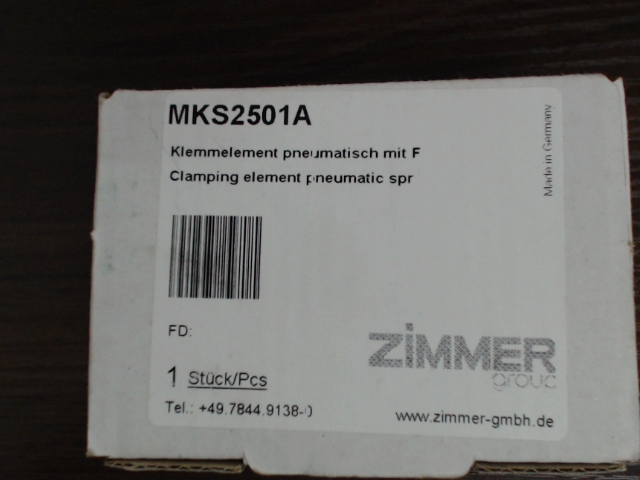 MKS2501A
Klemmelement pneumatisch mit F
Clamping element pneumatic spr
Made in Germany
FD:
ZIMMER
group
1 Stück/Pcs
Tel.: +49.7844.9138-0
www.zimmer-gmbh.de